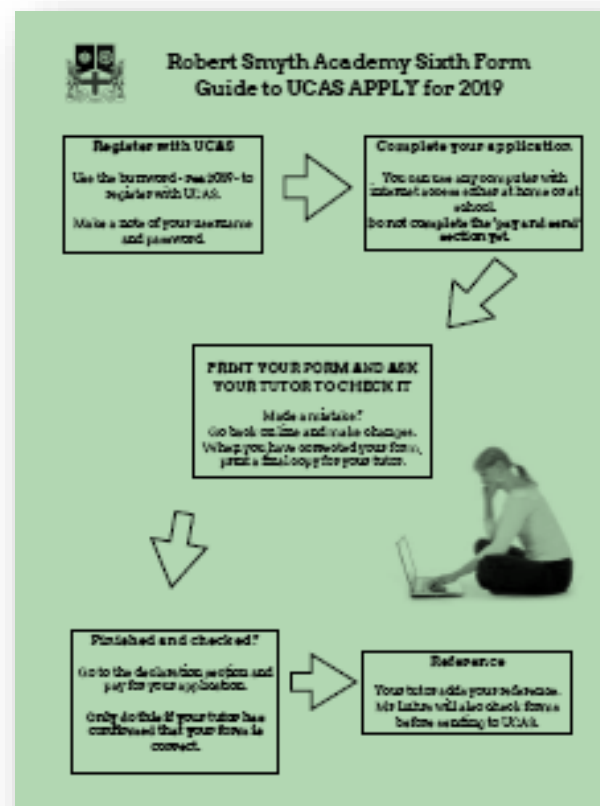 Robert Smyth Academy Sixth Form
Guide to UCAS APPLY for 2019
Register with UCAS
Use the buzzword - rsa2019 - to
register with UCAS.
Make a note of your username
and password.
Complete your application
You can use any computer with
internet access either at home or at
school.
Do not complete the 'pay and send'
section yet.
PRINT YOUR FORM AND ASK
YOUR TUTOR TO CHECK IT
Made a mistake?
Go back online and make changes.
When you have corrected your form,
print a final copy for your tutor.
Finished and checked?
Go to the declaration section and
pay for your application.
Only do this if your tutor has
confirmed that your form is
correct.
Reference
Your tutor adds your reference.
Mr will also check forms
before sending to UCAS.